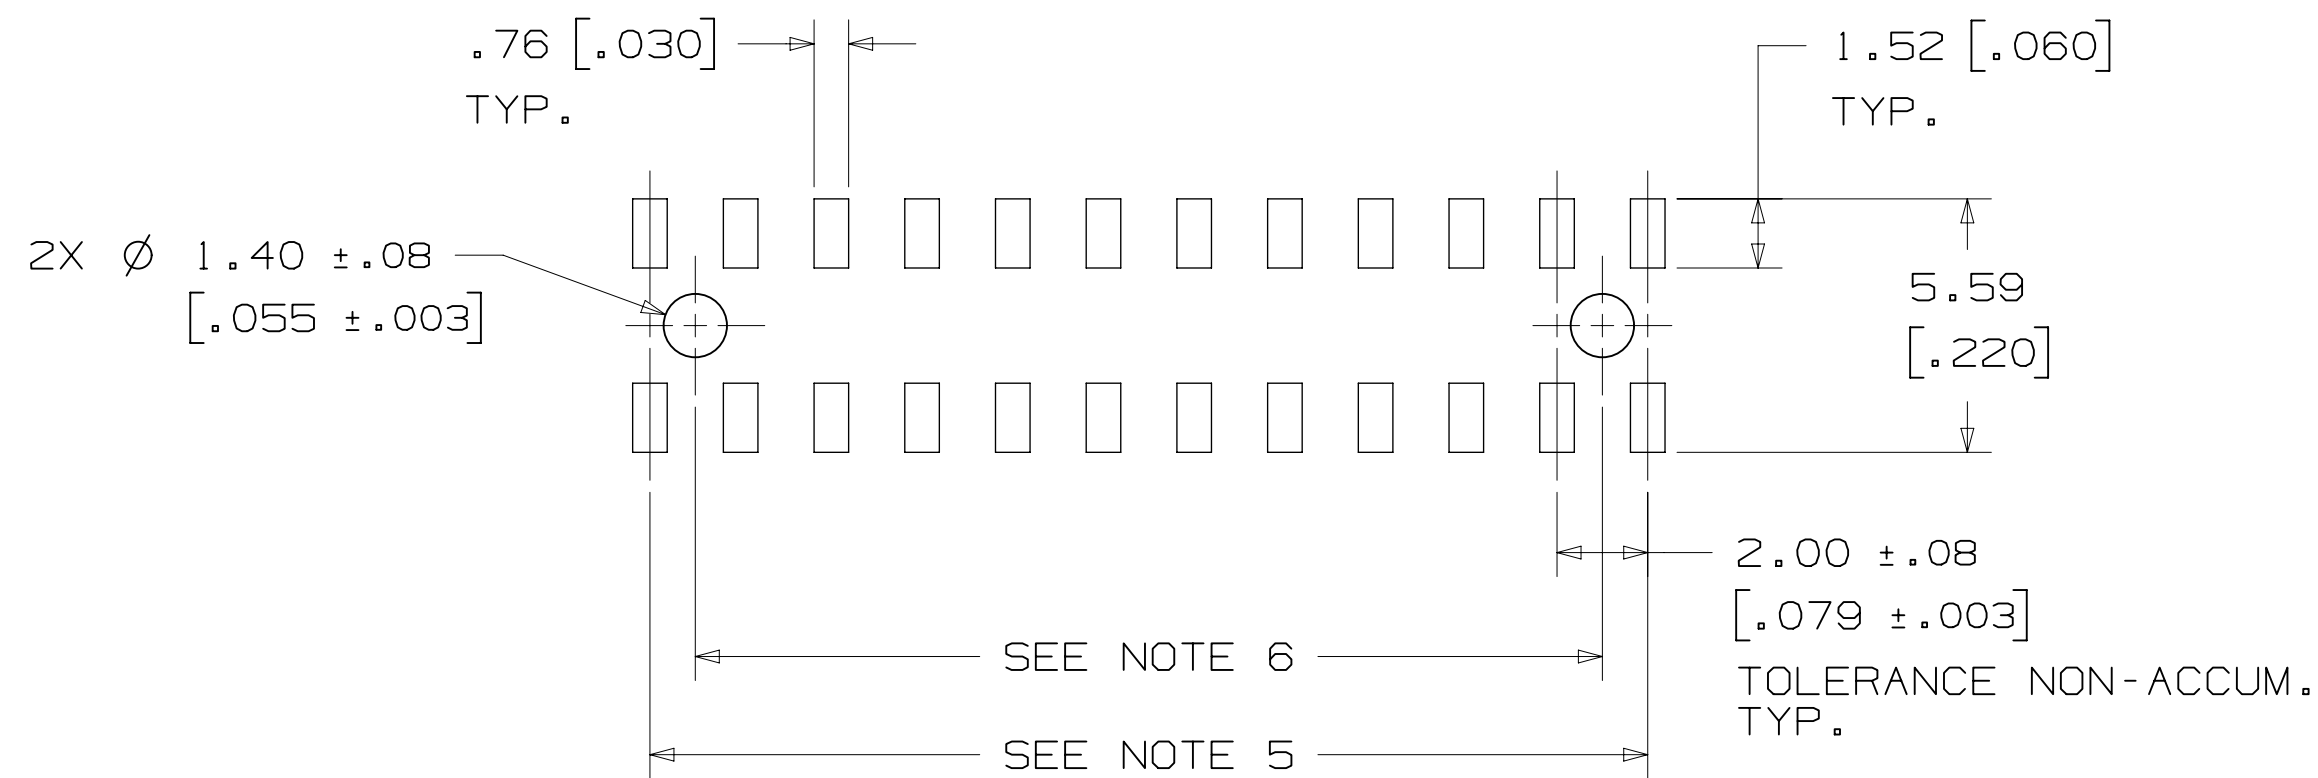 .76 [.030]
TYP.
1.52 [.060]
TYP.
2X Ø 1.40 ±.08
[.055 ±.003]
5.59
[.220]
2.00 ±.08
[.079 ±.003]
TOLERANCE NON-ACCUM.
TYP.
SEE NOTE 6
SEE NOTE 5